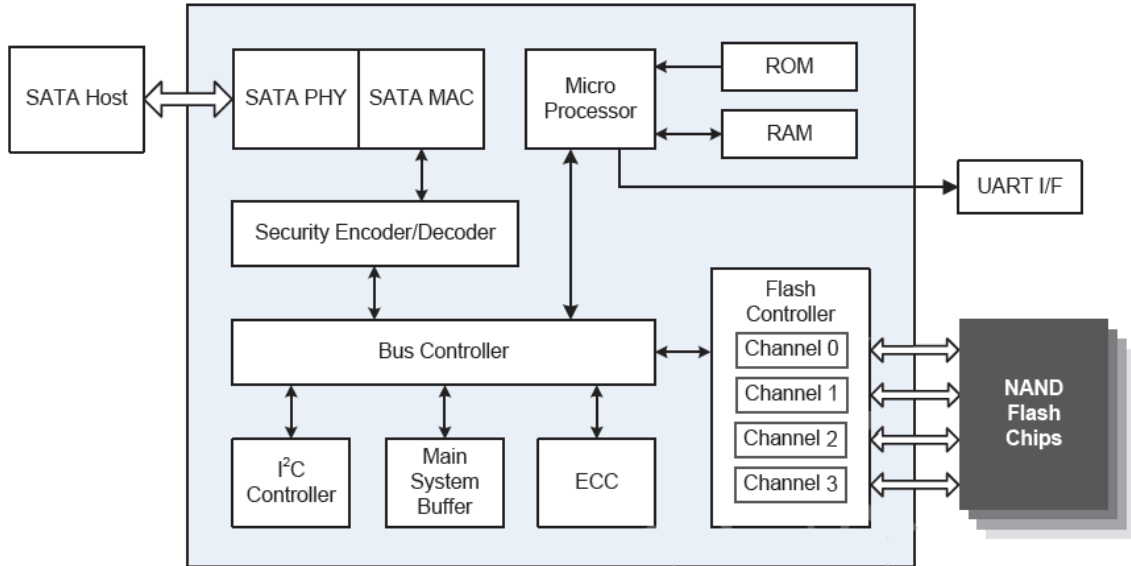 SATA Host
SATA PHY
SATA MAC
Micro
Processor
ROM
RAM
UART I/F
Security Encoder/Decoder
Bus Controller
Flash
Controller
Channel 0
Channel 1
Channel 2
Channel 3
NAND
Flash
Chips
I²C
Controller
Main
System
Buffer
ECC